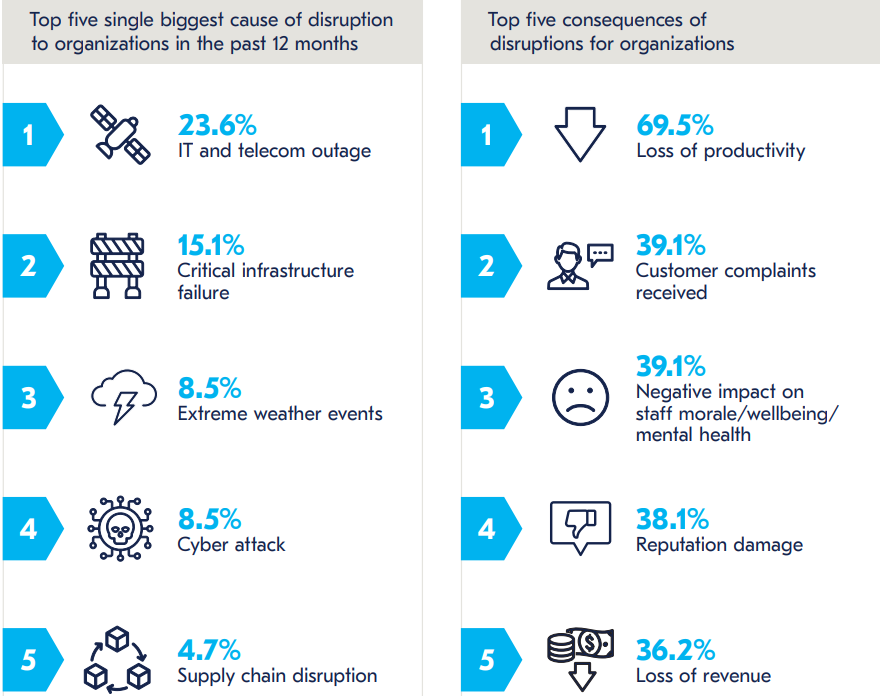 Top five single biggest cause of disruption
to organizations in the past 12 months
1
23.6%
IT and telecom outage
2
15.1%
Critical infrastructure
failure
3
8.5%
Extreme weather events
4
8.5%
Cyber attack
5
4.7%
Supply chain disruption
Top five consequences of
disruptions for organizations
1
69.5%
Loss of productivity
2
39.1%
Customer complaints
received
3
39.1%
Negative impact on
staff morale/wellbeing/
mental health
4
38.1%
Reputation damage
5
$
36.2%
Loss of revenue